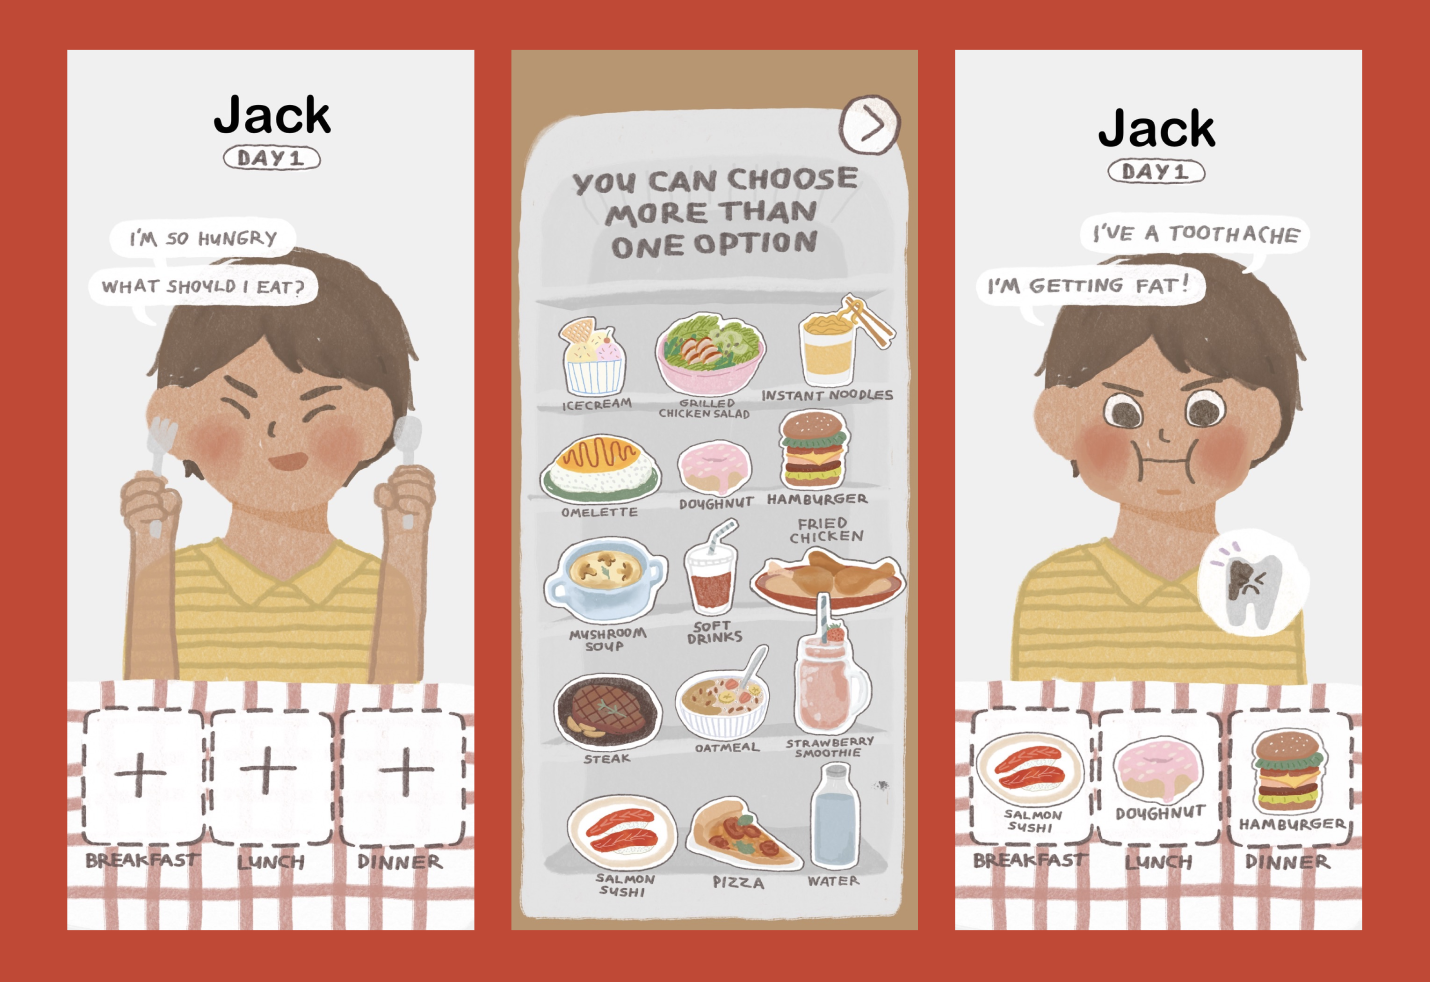 Jack
DAY 1
I'M SO HUNGRY
WHAT SHOULD I EAT?
BREAKFAST
LUNCH
DINNER
YOU CAN CHOOSE
MORE THAN
ONE OPTION
ICECREAM
GRILLED
CHICKEN SALAD
INSTANT NOODLES
OMELETTE
DOUGHNUT
HAMBURGER
MUSHROOM
SOUP
SOFT
DRINKS
FRIED
CHICKEN
STEAK
OATMEAL
STRAWBERRY
SMOOTHIE
SALMON
SUSHI
PIZZA
WATER
Jack
DAY 1
I'VE A TOOTHACHE
I'M GETTING FAT!
SALMON
SUSHI
DOUGHNUT
HAMBURGER
BREAKFAST
LUNCH
DINNER